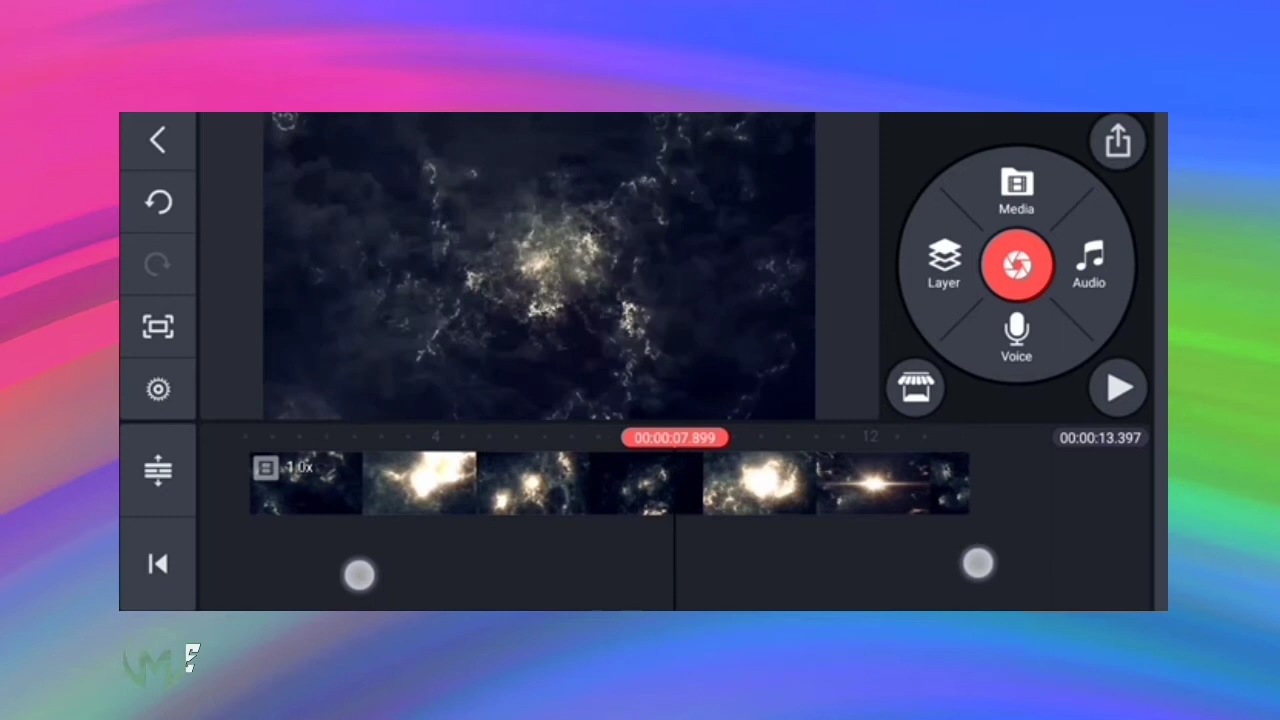 Media
Layer
Audio
Voice
4
00:00:07.899
12
00:00:13.397
1.0x